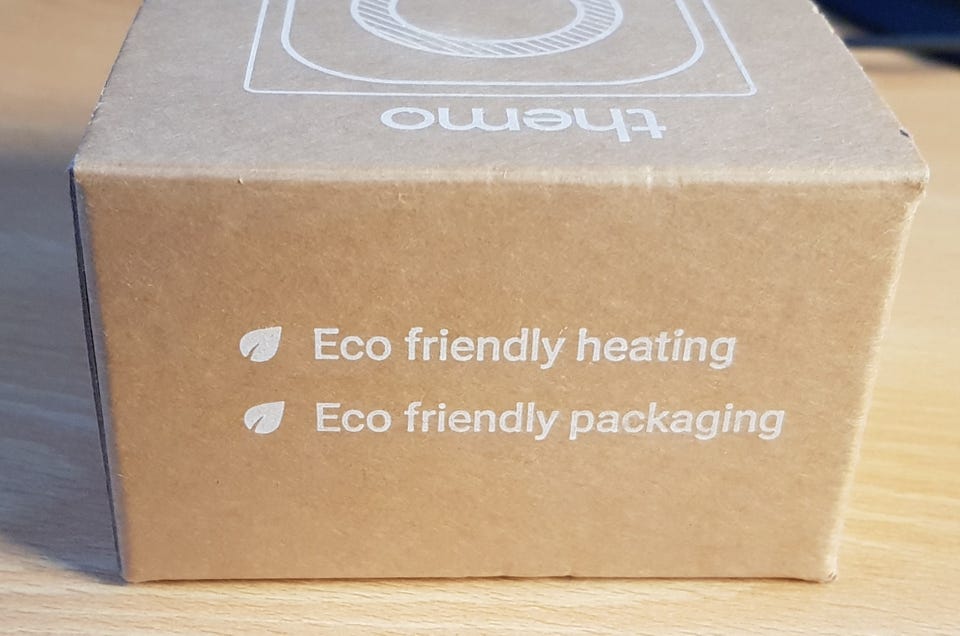 themo
Eco friendly heating
Eco friendly packaging